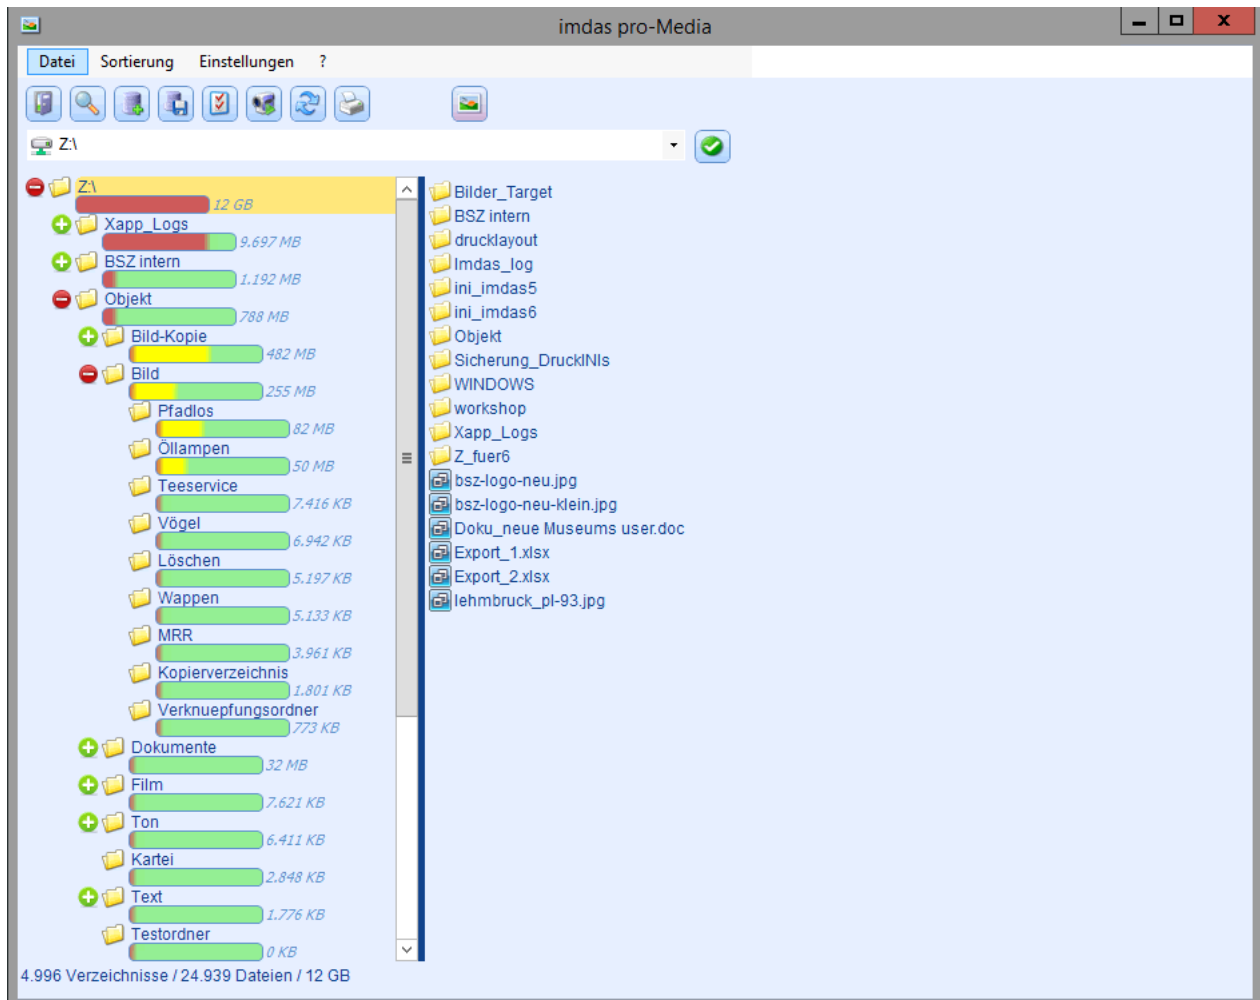 imdas pro-Media
Datei Sortierung Einstellungen ?
Z:\
Z:\
12 GB
Xapp_Logs
9.697 MB
BSZ intern
1.192 MB
Objekt
788 MB
Bild-Kopie
482 MB
Bild
255 MB
Pfadlos
82 MB
Öllampen
50 MB
Teeservice
7.416 KB
Vögel
6.942 KB
Löschen
5.197 KB
Wappen
5.133 KB
MRR
3.961 KB
Kopierverzeichnis
1.801 KB
Verknuepfungsordner
773 KB
Dokumente
32 MB
Film
7.621 KB
Ton
6.411 KB
Kartei
2.848 KB
Text
1.776 KB
Testordner
0 KB
Bilder_Target
BSZ intern
drucklayout
Imdas_log
ini_imdas5
ini_imdas6
Objekt
Sicherung_DruckINIs
WINDOWS
workshop
Xapp_Logs
Z_fuer6
bsz-logo-neu.jpg
bsz-logo-neu-klein.jpg
Doku_neue Museums user.doc
Export_1.xlsx
Export_2.xlsx
lehmbruck_pl-93.jpg
4.996 Verzeichnisse / 24.939 Dateien / 12 GB